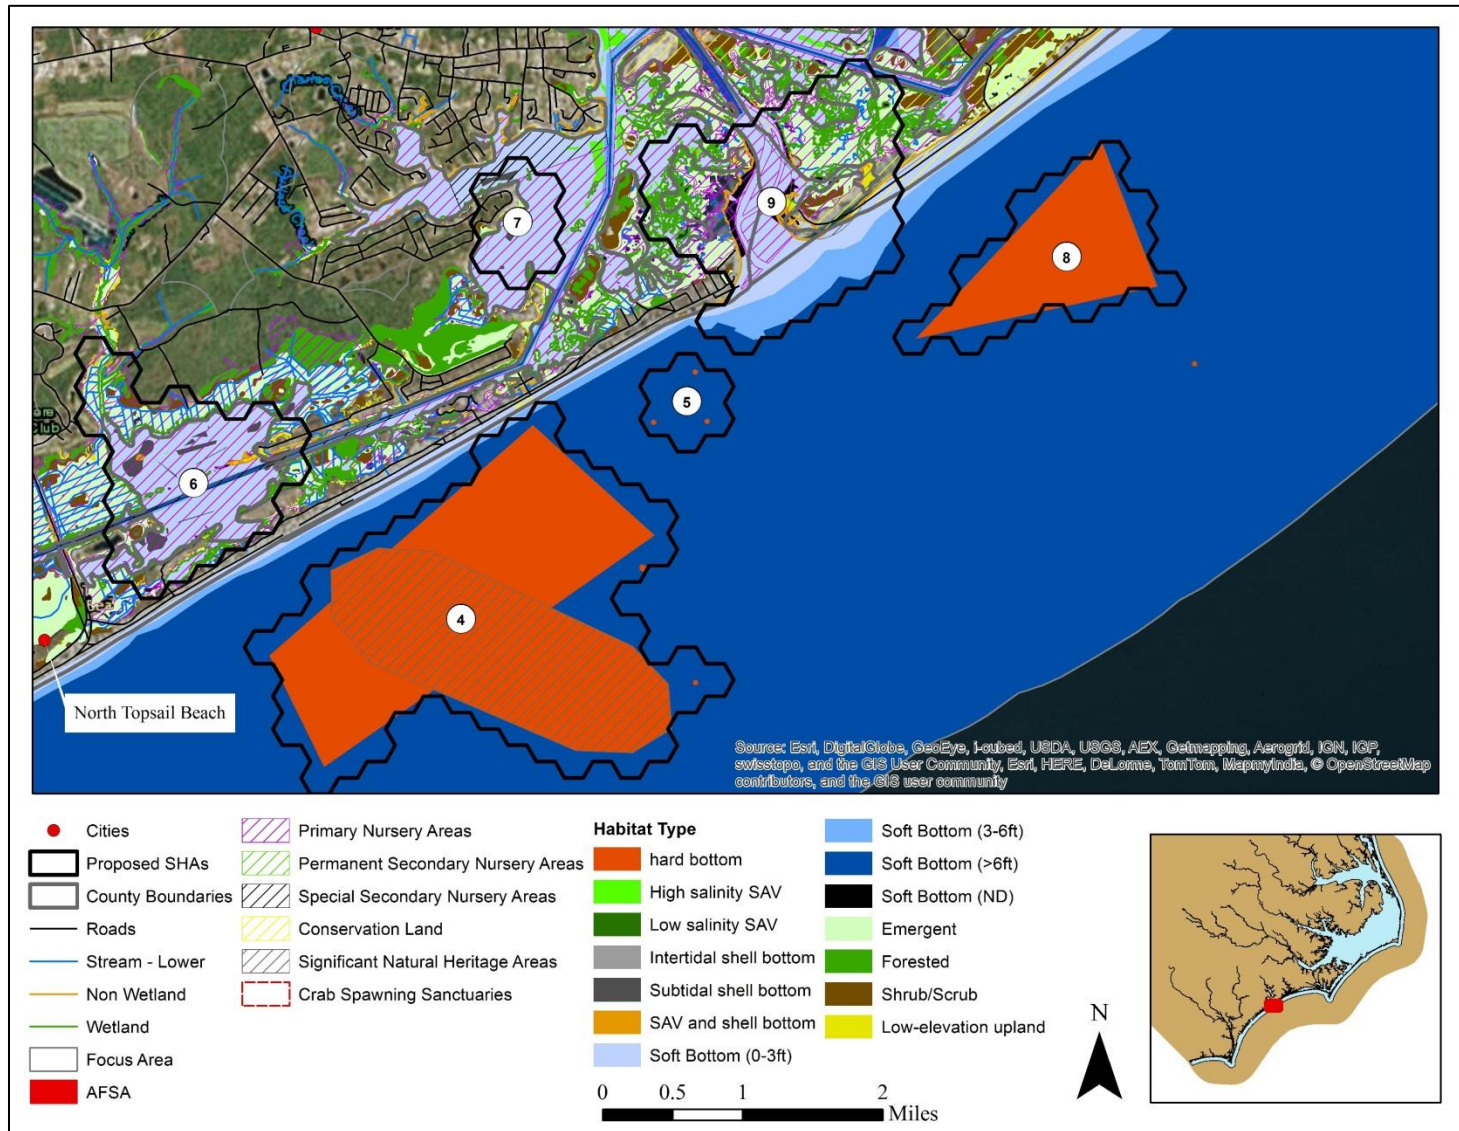 Charles Creek
7
9
8
5
6
4
North Topsail Beach
Source: Esri, DigitalGlobe, GeoEye, i-cubed, USDA, USGS, AEX, Getmapping, Aerogrid, IGN, IGP,
swisstopo, and the GIS User Community, Esri, HERE, DeLorme, TomTom, MapmyIndia, © OpenStreetMap
contributors, and the GIS user community
Cities
Proposed SHAs
County Boundaries
Roads
Stream - Lower
Non Wetland
Wetland
Focus Area
AFSA
Primary Nursery Areas
Permanent Secondary Nursery Areas
Special Secondary Nursery Areas
Conservation Land
Significant Natural Heritage Areas
Crab Spawning Sanctuaries
Habitat Type
hard bottom
High salinity SAV
Low salinity SAV
Intertidal shell bottom
Subtidal shell bottom
SAV and shell bottom
Soft Bottom (0-3ft)
Soft Bottom (3-6ft)
Soft Bottom (>6ft)
Soft Bottom (ND)
Emergent
Forested
Shrub/Scrub
Low-elevation upland
0 0.5 1 2
Miles
N